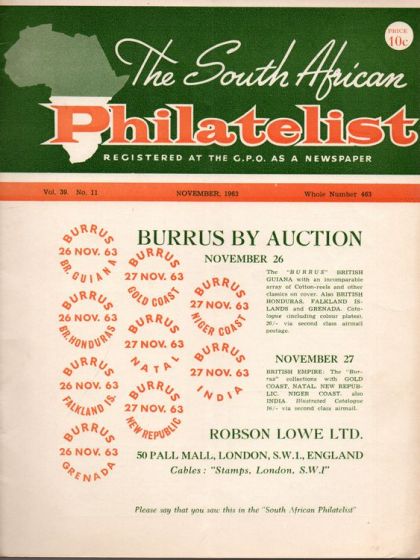 PRICE
10c
The South African
Philatelist
REGISTERED AT THE G.P.O. AS A NEWSPAPER
Vol. 39. No. 11
NOVEMBER, 1963
Whole Number 463
BURRUS BY AUCTION
NOVEMBER 26
The "BURRUS" BRITISH
GUIANA with an incomparable
array of Cotton-reels and other
classics on cover. Also BRITISH
HONDURAS, FALKLAND IS-
LANDS and GRENADA. Cata-
logue (including colour plates),
20/- via second class airmail
postage.
NOVEMBER 27
BRITISH EMPIRE: The "Bur-
rus" collections with GOLD
COAST, NATAL, NEW REPUB-
LIC, NIGER COAST, also
INDIA Illustrated Catalogue
/- via second class airmail.
BURRUS
26 NOV. 63
BR. GUIANA
BURRUS
27 NOV. 63
GOLD COAST
BURRUS
27 NOV. 63
NIGER COAST
BURRUS
26 NOV. 63
BR. HONDURAS
BURRUS
27 NOV. 63
NATAL
BURRUS
27 NOV. 63
INDIA
BURRUS
26 NOV. 63
FALKLAND IS.
BURRUS
27 NOV. 63
NEW REPUBLIC
BURRUS
26 NOV. 63
GRENADA
ROBSON LOWE LTD.
50 PALL MALL, LONDON, S.W.1., ENGLAND
Cables: "Stamps, London, S.W.1"
Please say that you saw this in the "South African Philatelist"